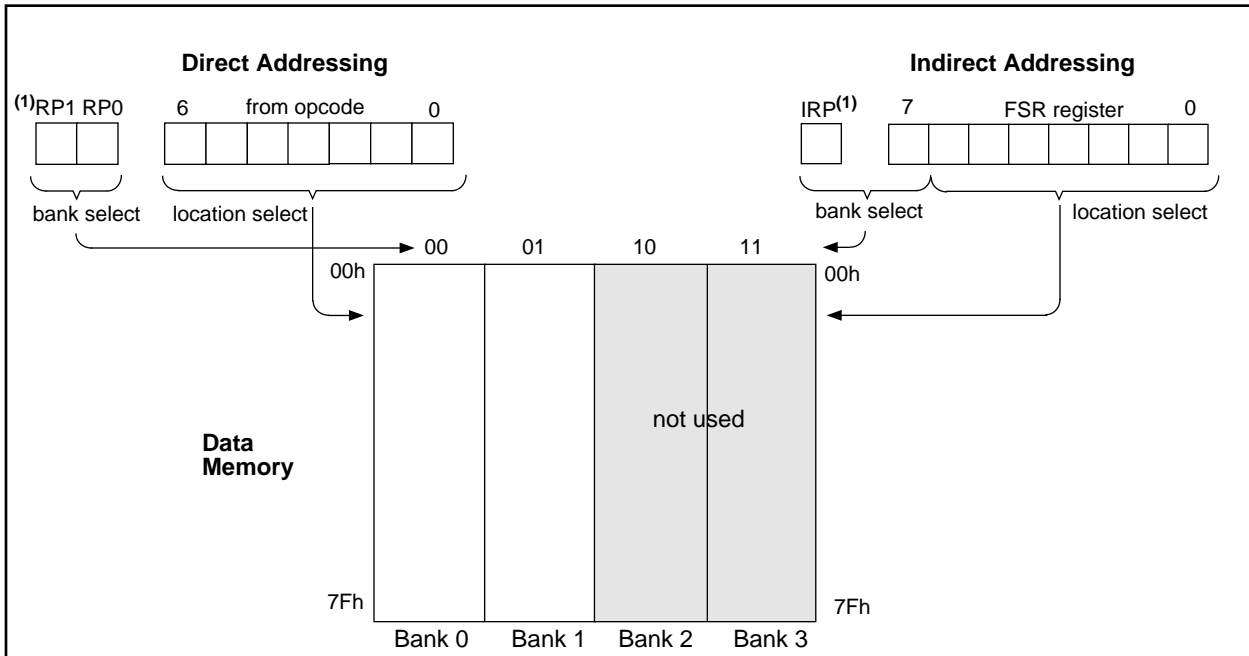 Direct Addressing
Indirect Addressing
(1)RP1 RP0
6 from opcode 0
IRP(1)
7 FSR register 0
bank select
location select
bank select
location select
00 01 10 11
00h
00h
not used
Data
Memory
7Fh
7Fh
Bank 0 Bank 1 Bank 2 Bank 3